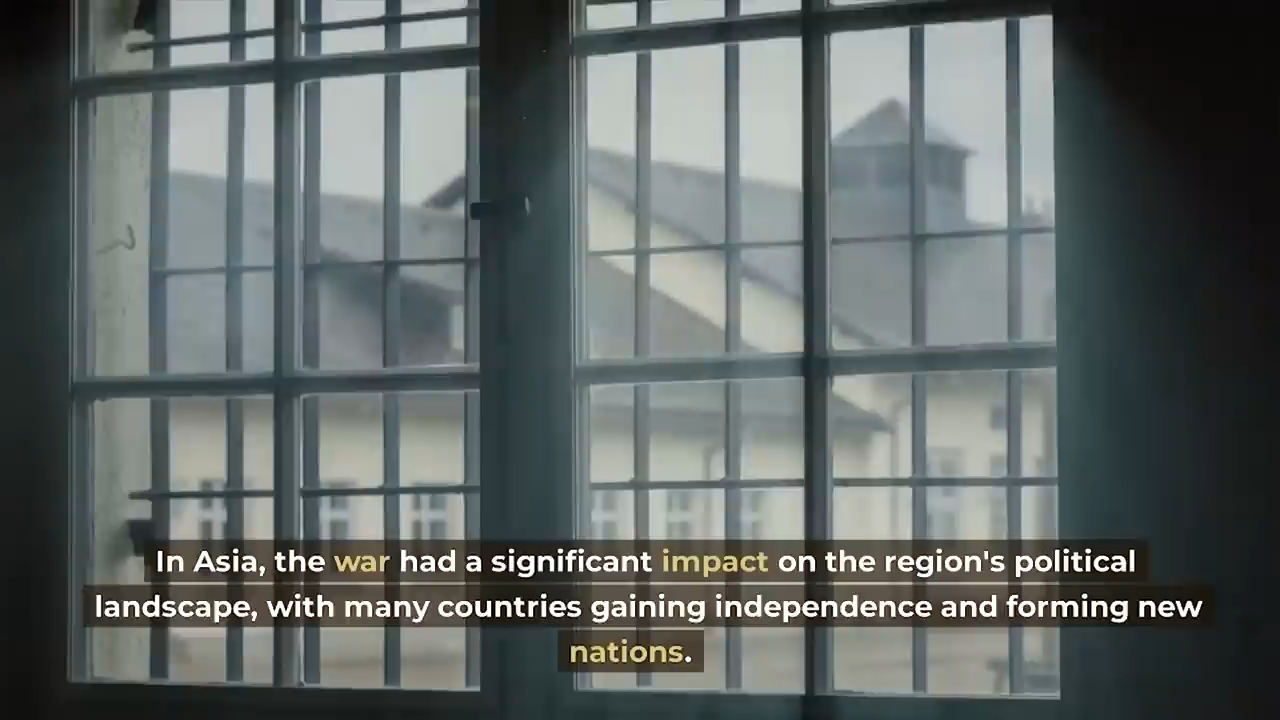 In Asia, the war had a significant impact on the region's political
landscape, with many countries gaining independence and forming new
nations.